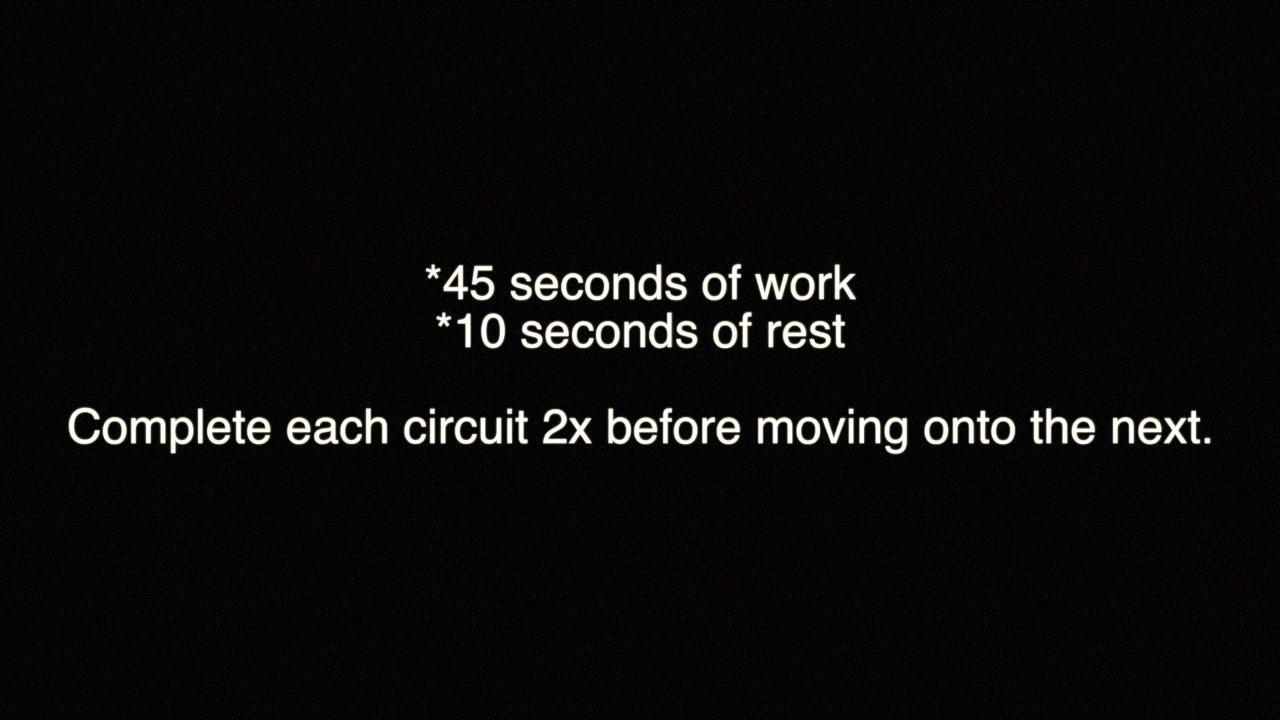 *45 seconds of work
*10 seconds of rest
Complete each circuit 2x before moving onto the next.